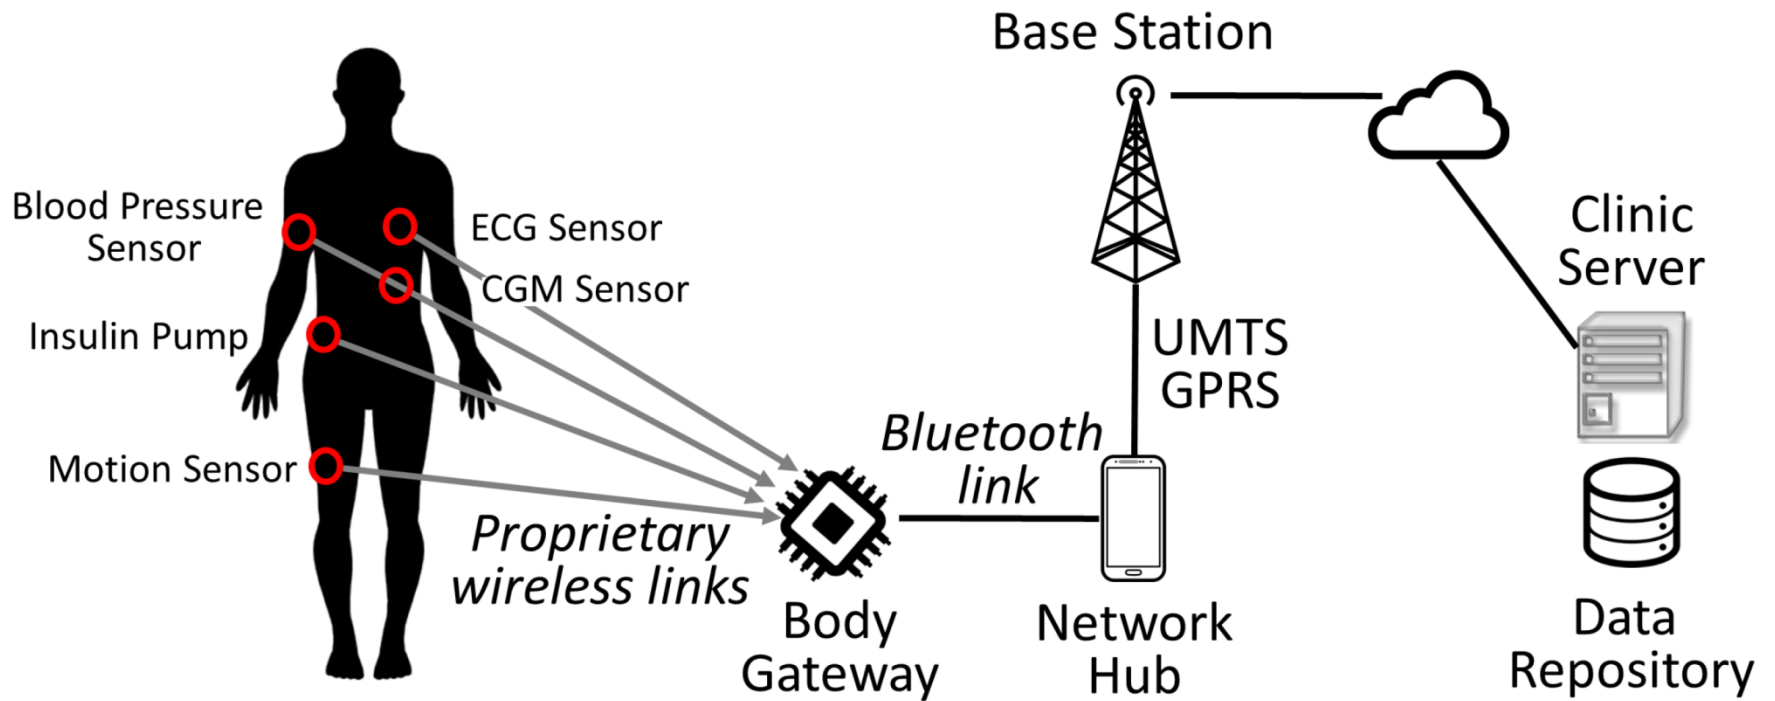 Base Station
Blood Pressure
Sensor
ECG Sensor
CGM Sensor
Insulin Pump
Motion Sensor
Proprietary
wireless links
Body
Gateway
Bluetooth
link
Network
Hub
UMTS
GPRS
Clinic
Server
Data
Repository